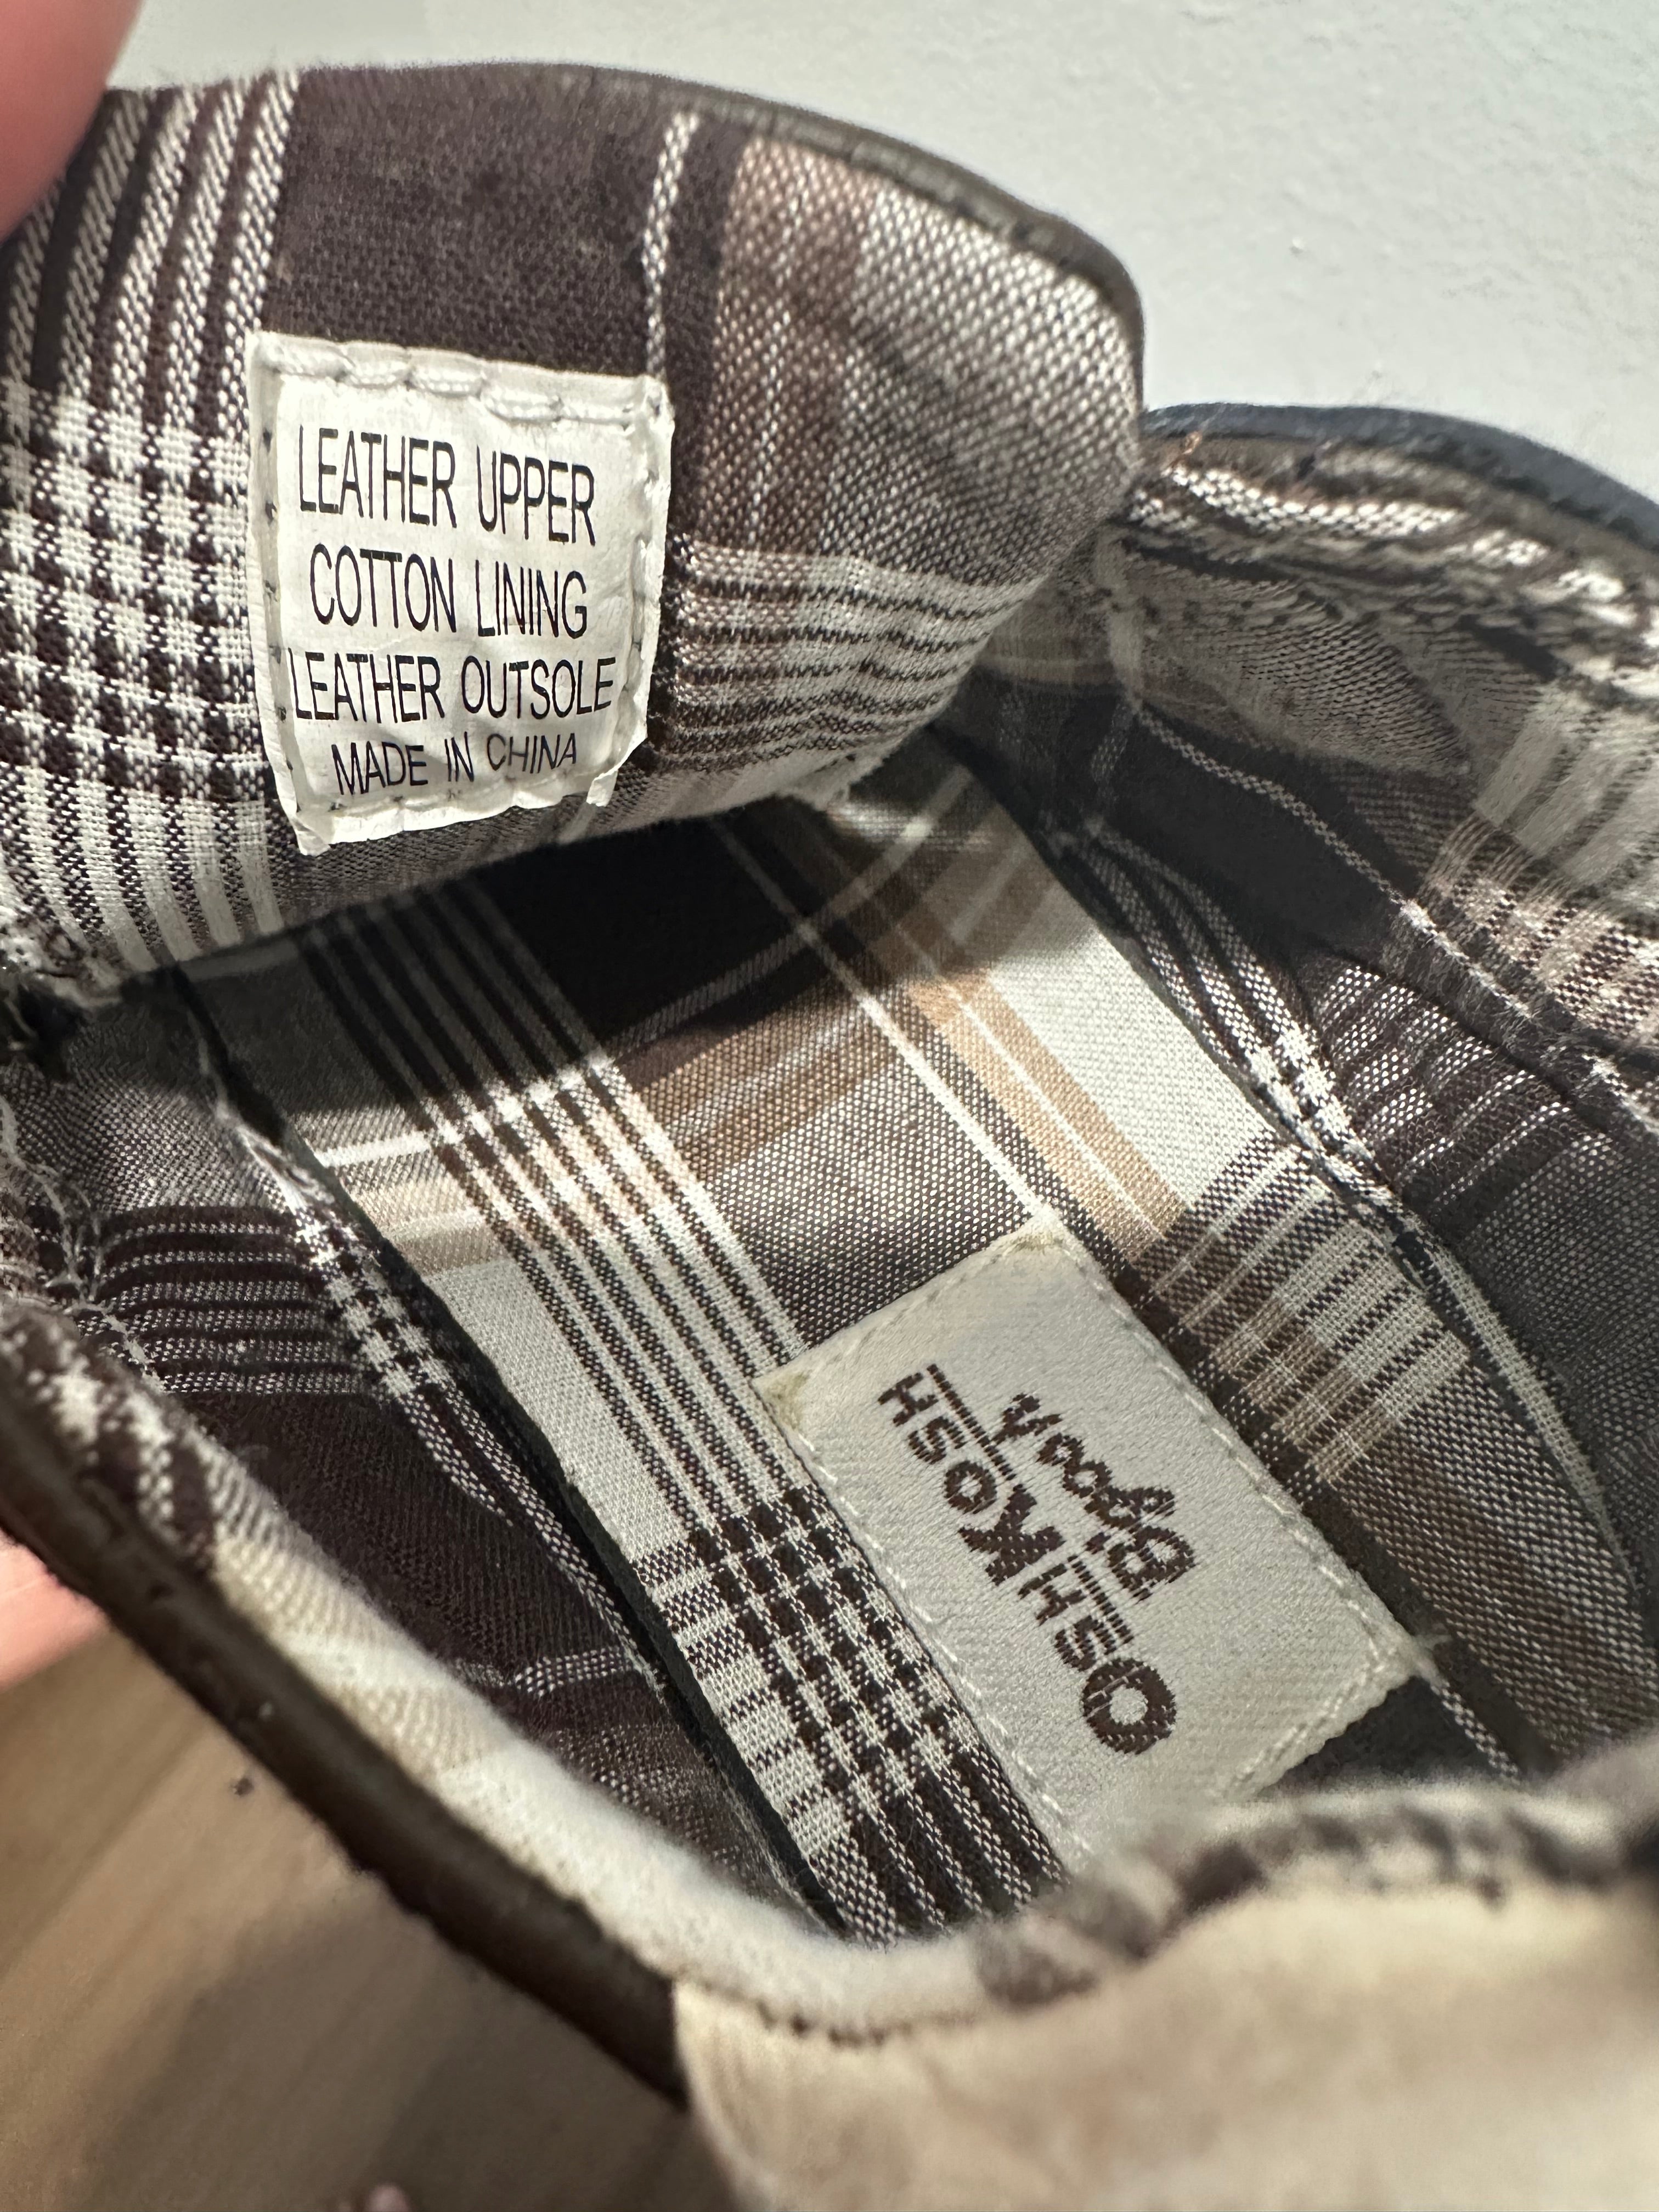 LEATHER UPPER
COTTON LINING
LEATHER OUTSOLE
MADE IN CHINA
OSHKOSH
B'gosh